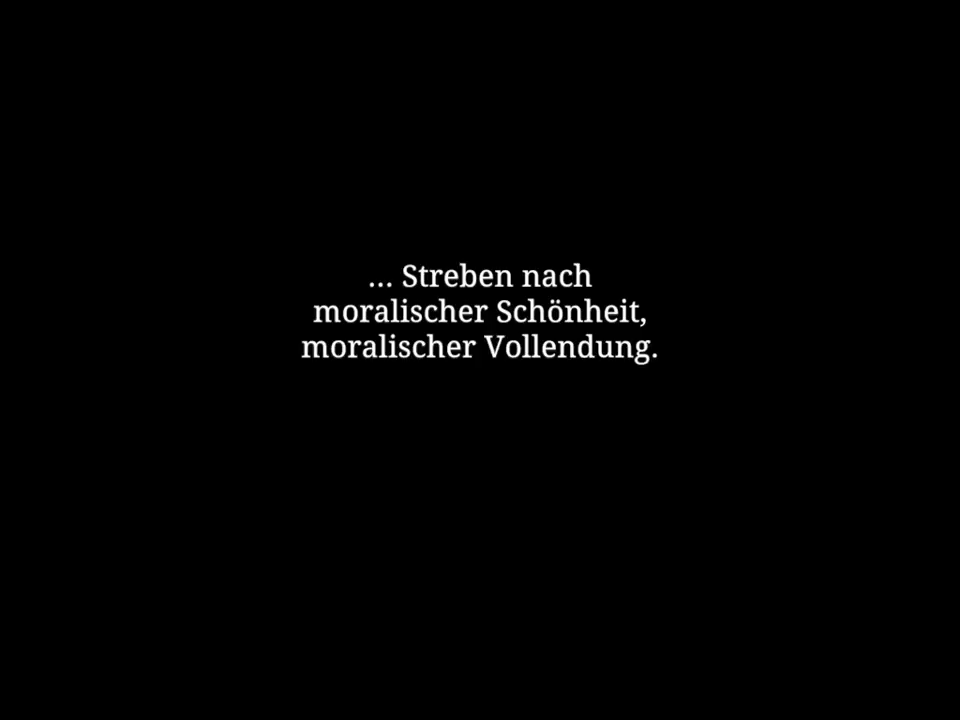 … Streben nach
moralischer Schönheit,
moralischer Vollendung.